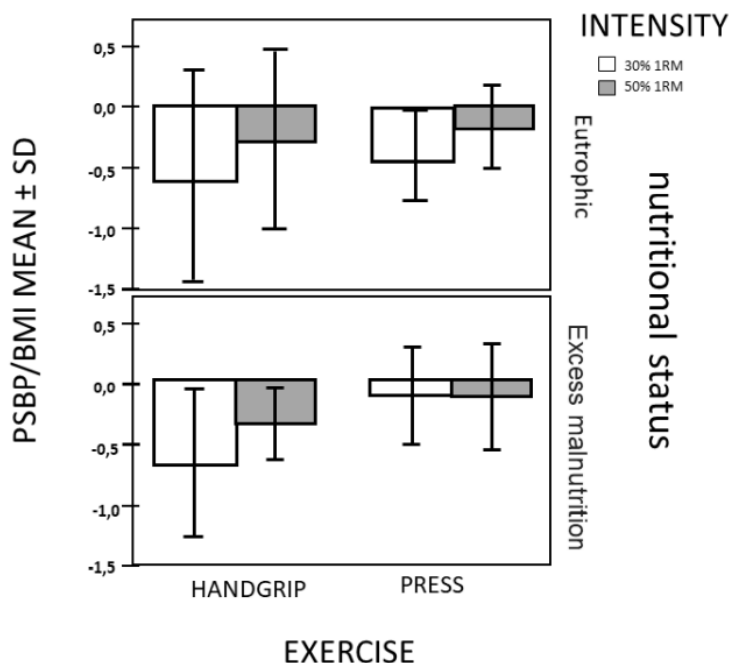 INTENSITY
30% 1RM
50% 1RM
PSBP/BMI MEAN ± SD
0,5
0,0
-0,5
-1,0
-1,5
Eutrophic
0,5
0,0
-0,5
-1,0
-1,5
Excess malnutrition
nutritional status
HANDGRIP
PRESS
EXERCISE